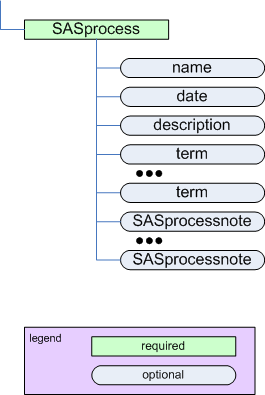 SASprocess
name
date
description
term
•••
term
SASprocessnote
•••
SASprocessnote
legend
required
optional